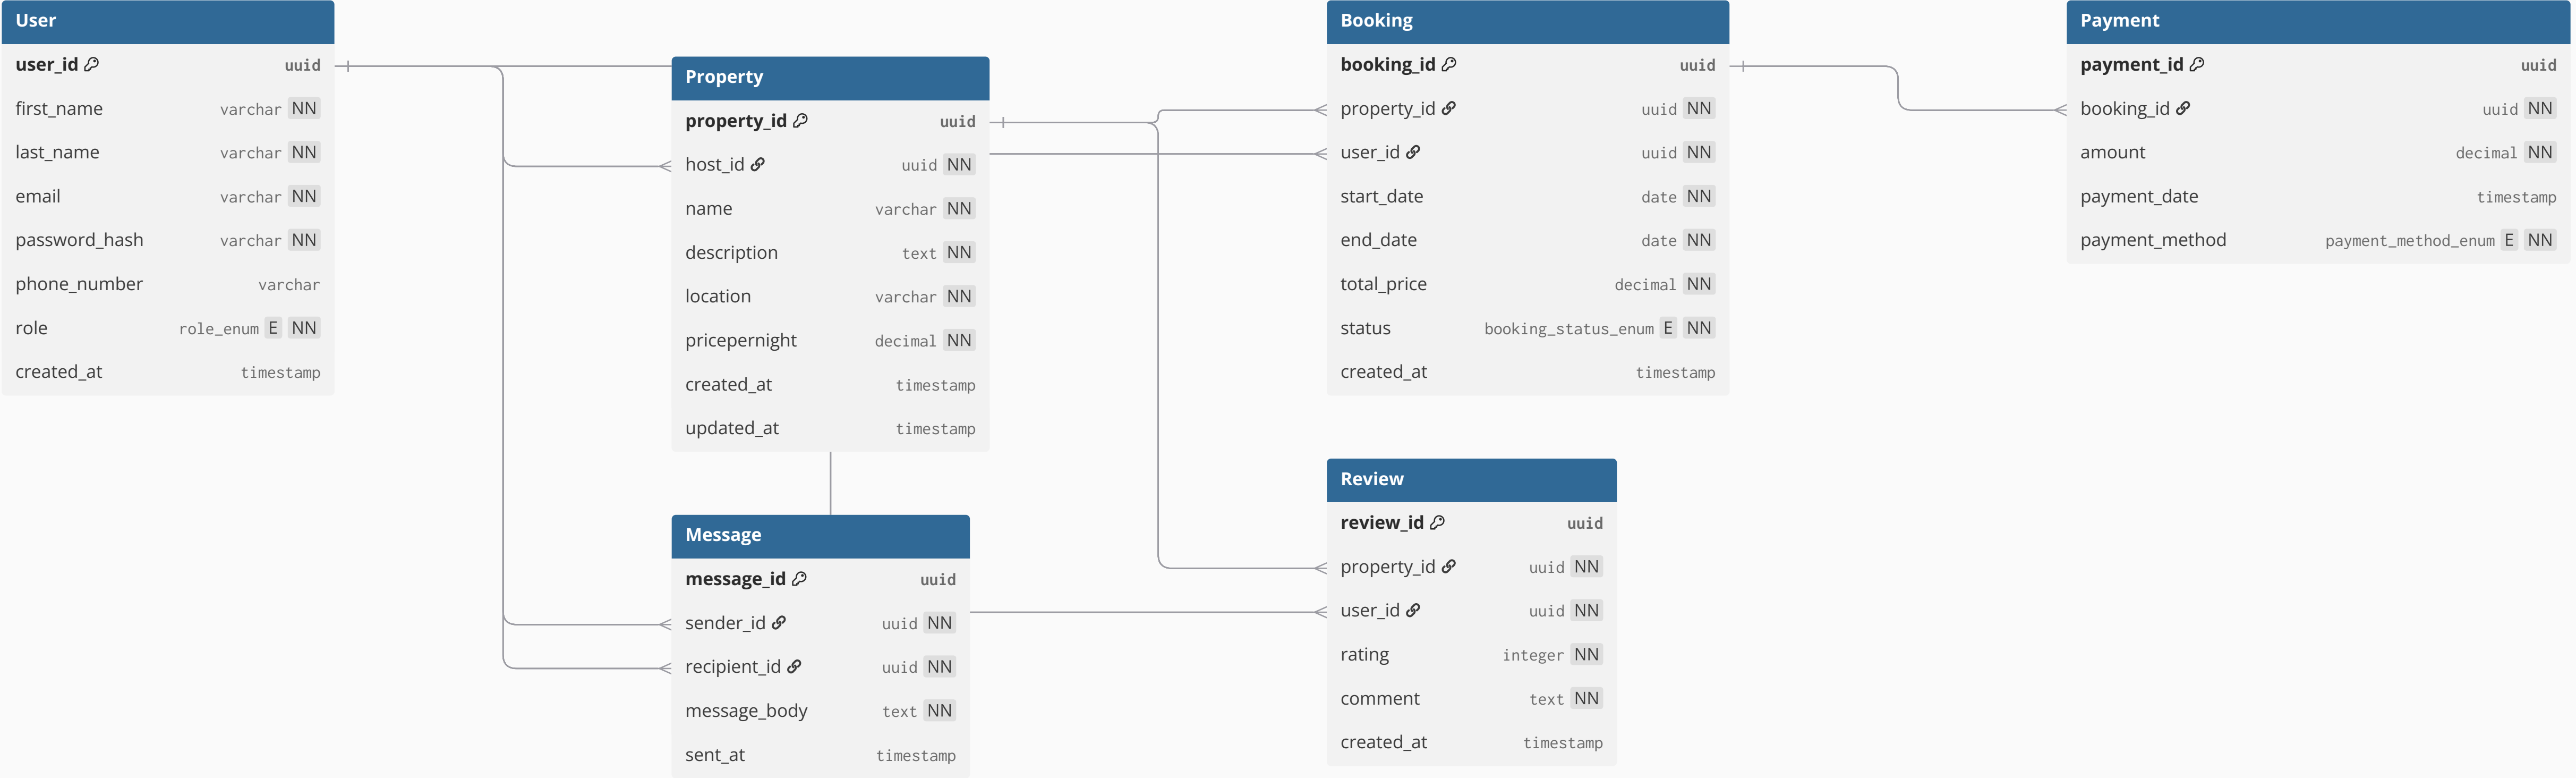 User
user_id uuid
first_name varchar NN
last_name varchar NN
email varchar NN
password_hash varchar NN
phone_number varchar
role role_enum E NN
created_at timestamp
Property
property_id uuid
host_id uuid NN
name varchar NN
description text NN
location varchar NN
pricepernight decimal NN
created_at timestamp
updated_at timestamp
Message
message_id uuid
sender_id uuid NN
recipient_id uuid NN
message_body text NN
sent_at timestamp
Booking
booking_id uuid
property_id uuid NN
user_id uuid NN
start_date date NN
end_date date NN
total_price decimal NN
status booking_status_enum E NN
created_at timestamp
Review
review_id uuid
property_id uuid NN
user_id uuid NN
rating integer NN
comment text NN
created_at timestamp
Payment
payment_id uuid
booking_id uuid NN
amount decimal NN
payment_date timestamp
payment_method payment_method_enum E NN